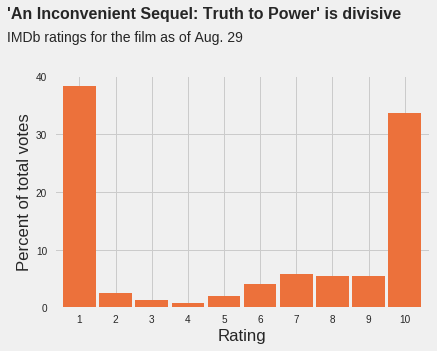 'An Inconvenient Sequel: Truth to Power' is divisive
IMDb ratings for the film as of Aug. 29
40
30
20
10
0
Percent of total votes
1 2 3 4 5 6 7 8 9 10
Rating